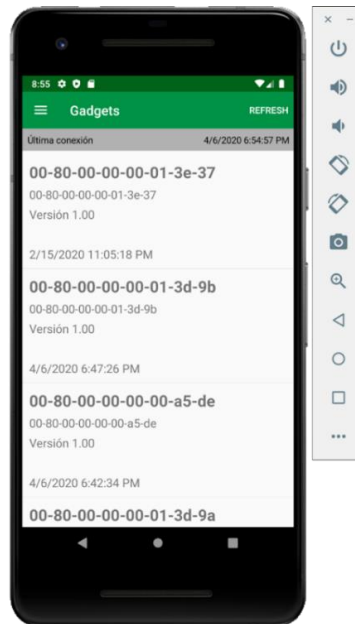 8:55
Gadgets REFRESH
Última conexión 4/6/2020 6:54:57 PM
00-80-00-00-00-01-3e-37
00-80-00-00-00-01-3e-37
Versión 1.00
2/15/2020 11:05:18 PM
00-80-00-00-00-01-3d-9b
00-80-00-00-00-01-3d-9b
Versión 1.00
4/6/2020 6:47:26 PM
00-80-00-00-00-00-a5-de
00-80-00-00-00-00-a5-de
Versión 1.00
4/6/2020 6:42:34 PM
00-80-00-00-00-01-3d-9a